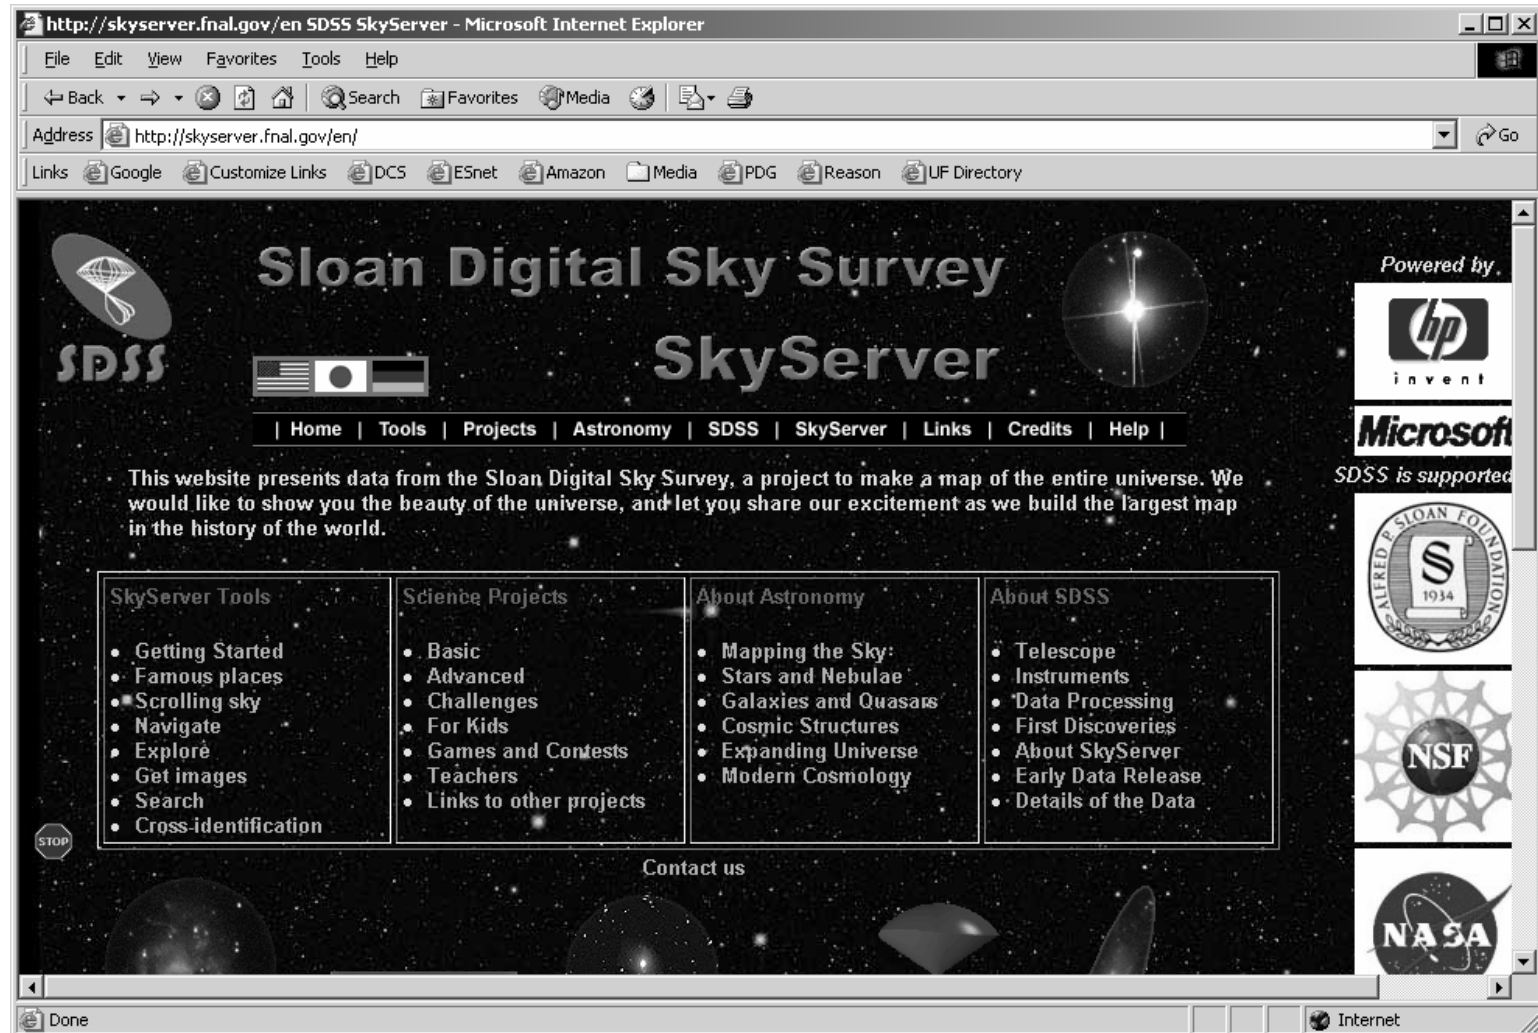 http://skyserver.fnal.gov/en SDSS SkyServer - Microsoft Internet Explorer
File Edit View Favorites Tools Help
Back Search Favorites Media
Address http://skyserver.fnal.gov/en/ Go
Links Google Customize Links DCS ESnet Amazon Media PDG Reason UF Directory
Sloan Digital Sky Survey
SkyServer
SDSS
| Home | Tools | Projects | Astronomy | SDSS | SkyServer | Links | Credits | Help |
This website presents data from the Sloan Digital Sky Survey, a project to make a map of the entire universe. We
would like to show you the beauty of the universe, and let you share our excitement as we build the largest map
in the history of the world.
SkyServer Tools
Getting Started
Famous places
Scrolling sky
Navigate
Explore
Get images
Search
Cross-identification
Science Projects
Basic
Advanced
Challenges
For Kids
Games and Contests
Teachers
Links to other projects
About Astronomy
Mapping the Sky
Stars and Nebulae
Galaxies and Quasars
Cosmic Structures
Expanding Universe
Modern Cosmology
About SDSS
Telescope
Instruments
Data Processing
First Discoveries
About SkyServer
Early Data Release
Details of the Data
STOP
Contact us
Powered by
hp
invent
Microsoft
SDSS is supported
ALFRED P. SLOAN FOUNDATION
1934
NSF
NASA
Done Internet